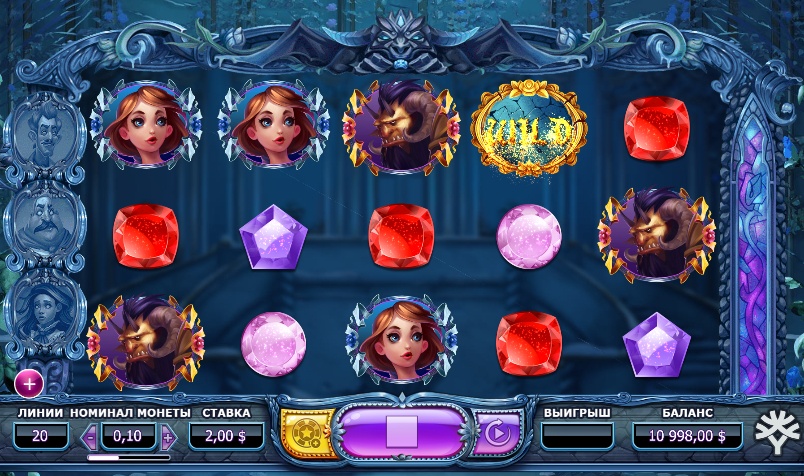 WILD
ЛИНИИ НОМИНАЛ МОНЕТЫ СТАВКА ВЫИГРЫШ БАЛАНС
20 0,10 2,00 $ 10 998,00 $